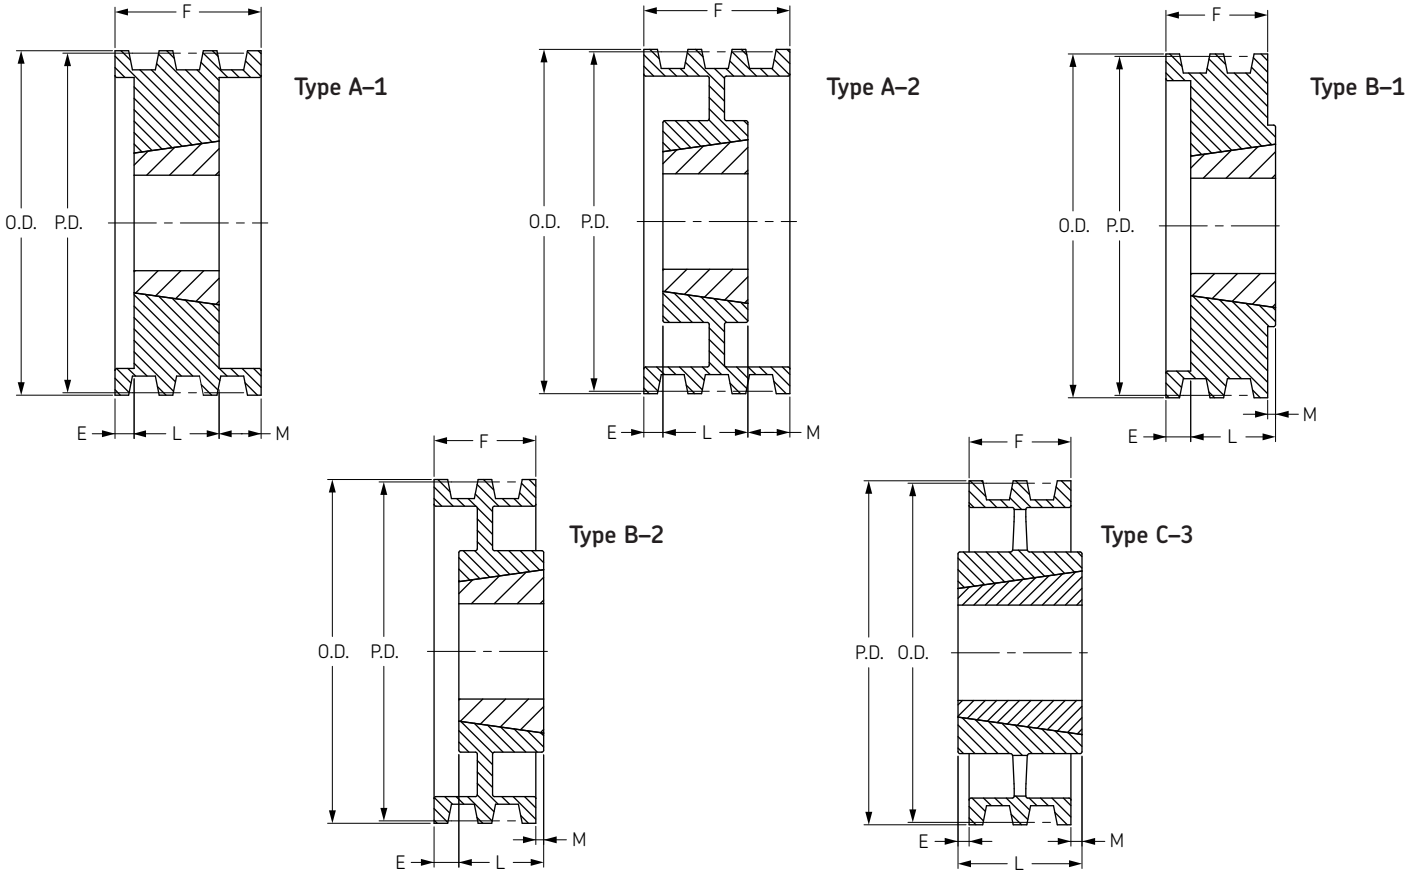 F
Type A–1
O.D. P.D.
E L M
F
Type A–2
O.D. P.D.
E L M
F
Type B–1
O.D. P.D.
M
E L
F
Type B–2
O.D. P.D.
M
E L
F
Type C–3
P.D. O.D.
E M
L